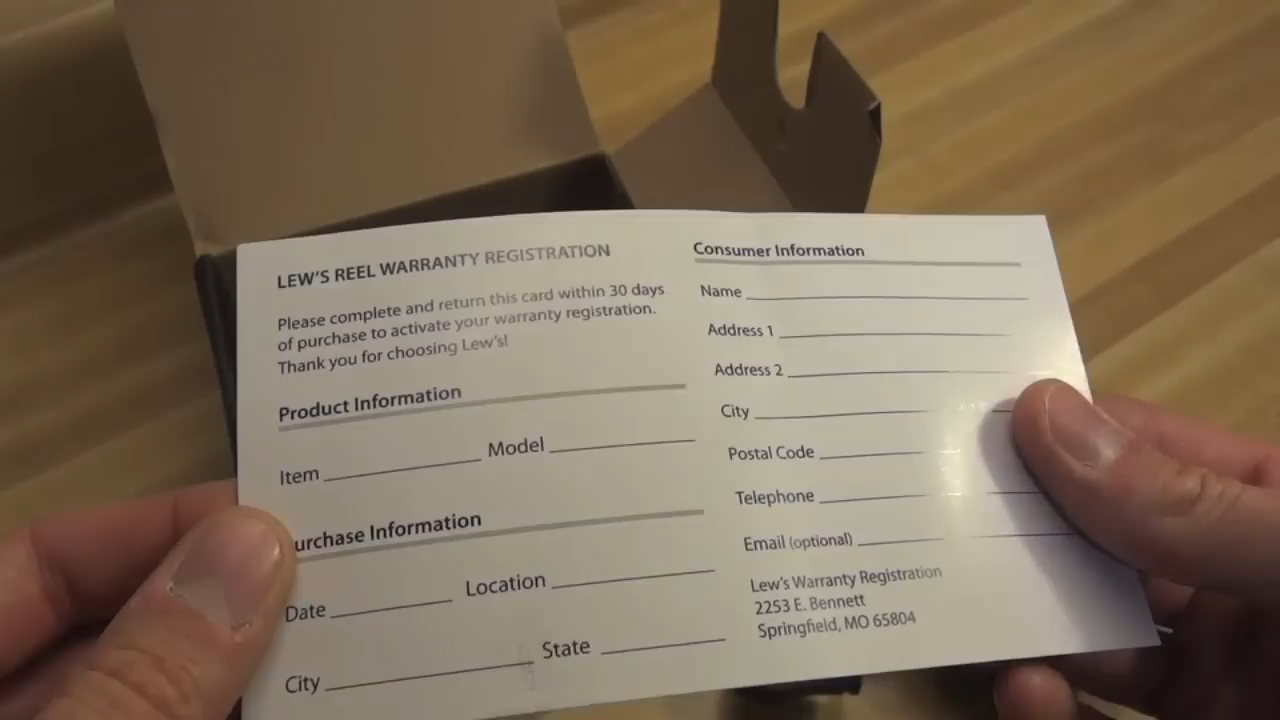 LEW'S REEL WARRANTY REGISTRATION
Please complete and return this card within 30 days
of purchase to activate your warranty registration.
Thank you for choosing Lew's!
Product Information
Item Model
urchase Information
Date Location
City State
Consumer Information
Name
Address 1
Address 2
City
Postal Code
Telephone
Email (optional)
Lew's Warranty Registration
2253 E. Bennett
Springfield, MO 65804